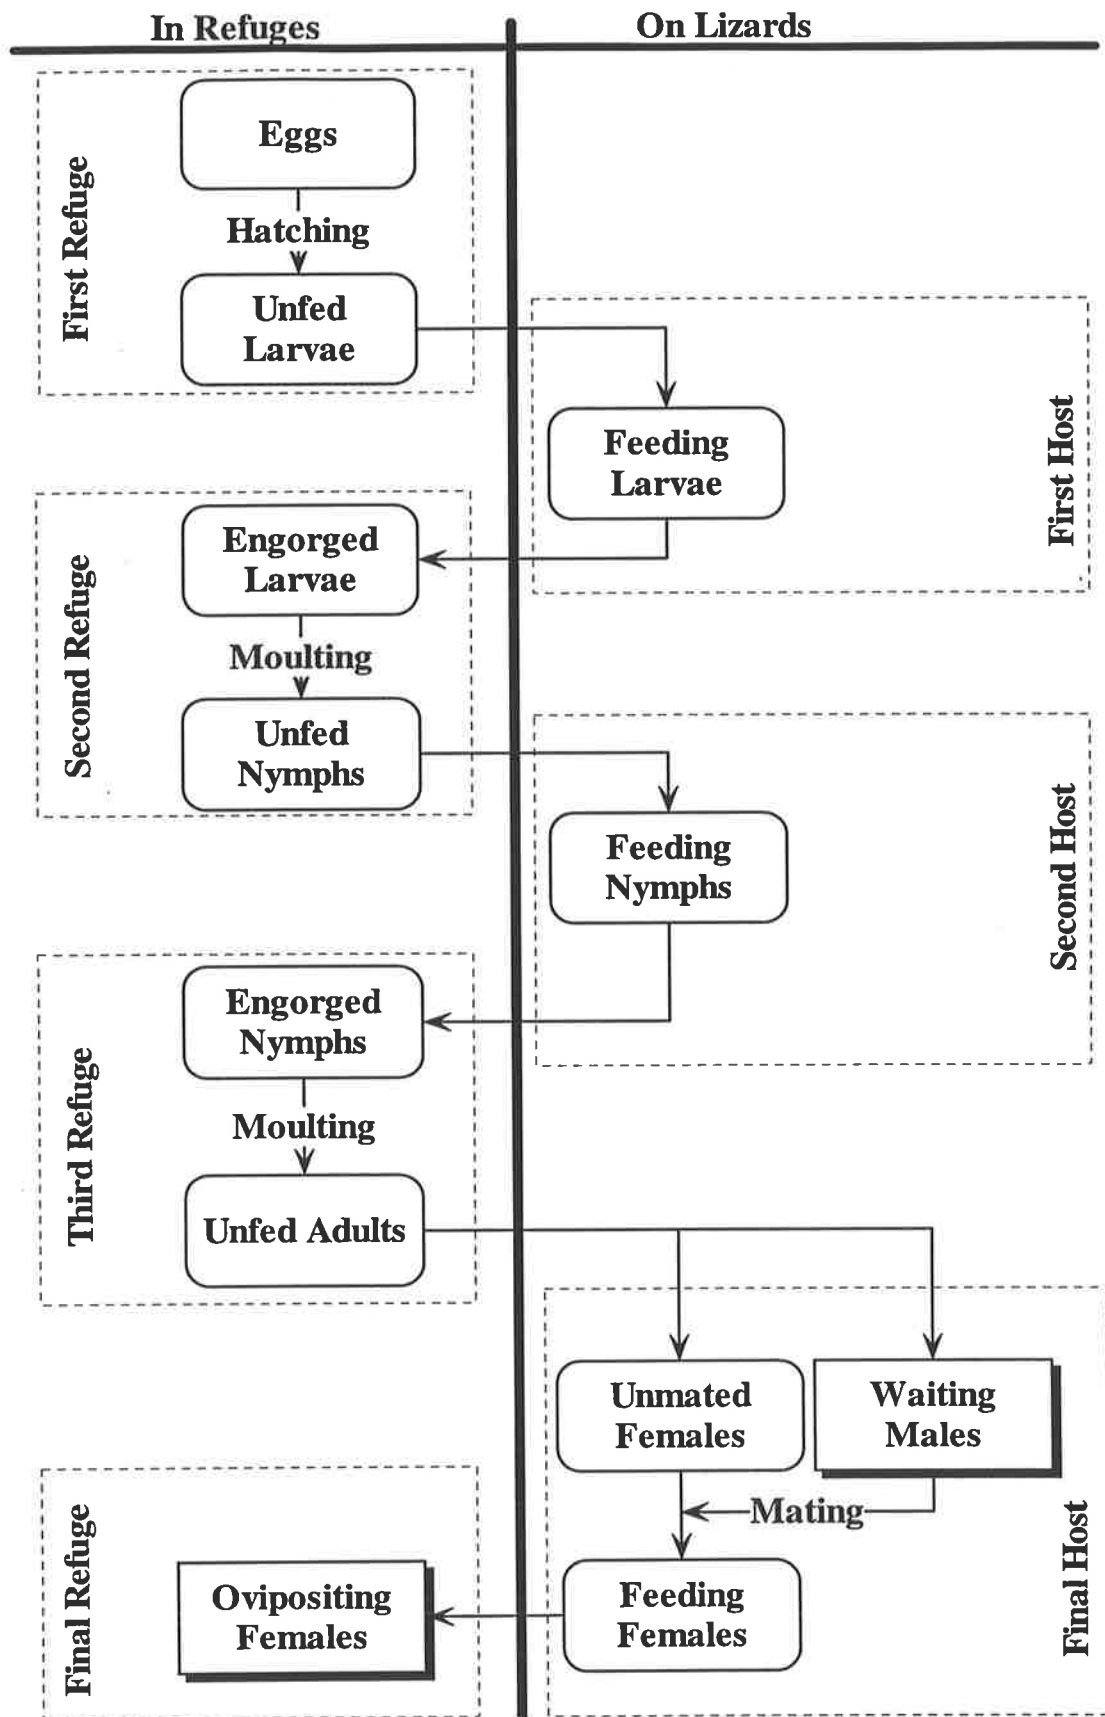 In Refuges
On Lizards
First Refuge
Eggs
Hatching
Unfed
Larvae
First Host
Feeding
Larvae
Second Refuge
Engorged
Larvae
Moulting
Unfed
Nymphs
Second Host
Feeding
Nymphs
Third Refuge
Engorged
Nymphs
Moulting
Unfed Adults
Final Host
Unmated
Females
Waiting
Males
Mating
Feeding
Females
Final Refuge
Ovipositing
Females